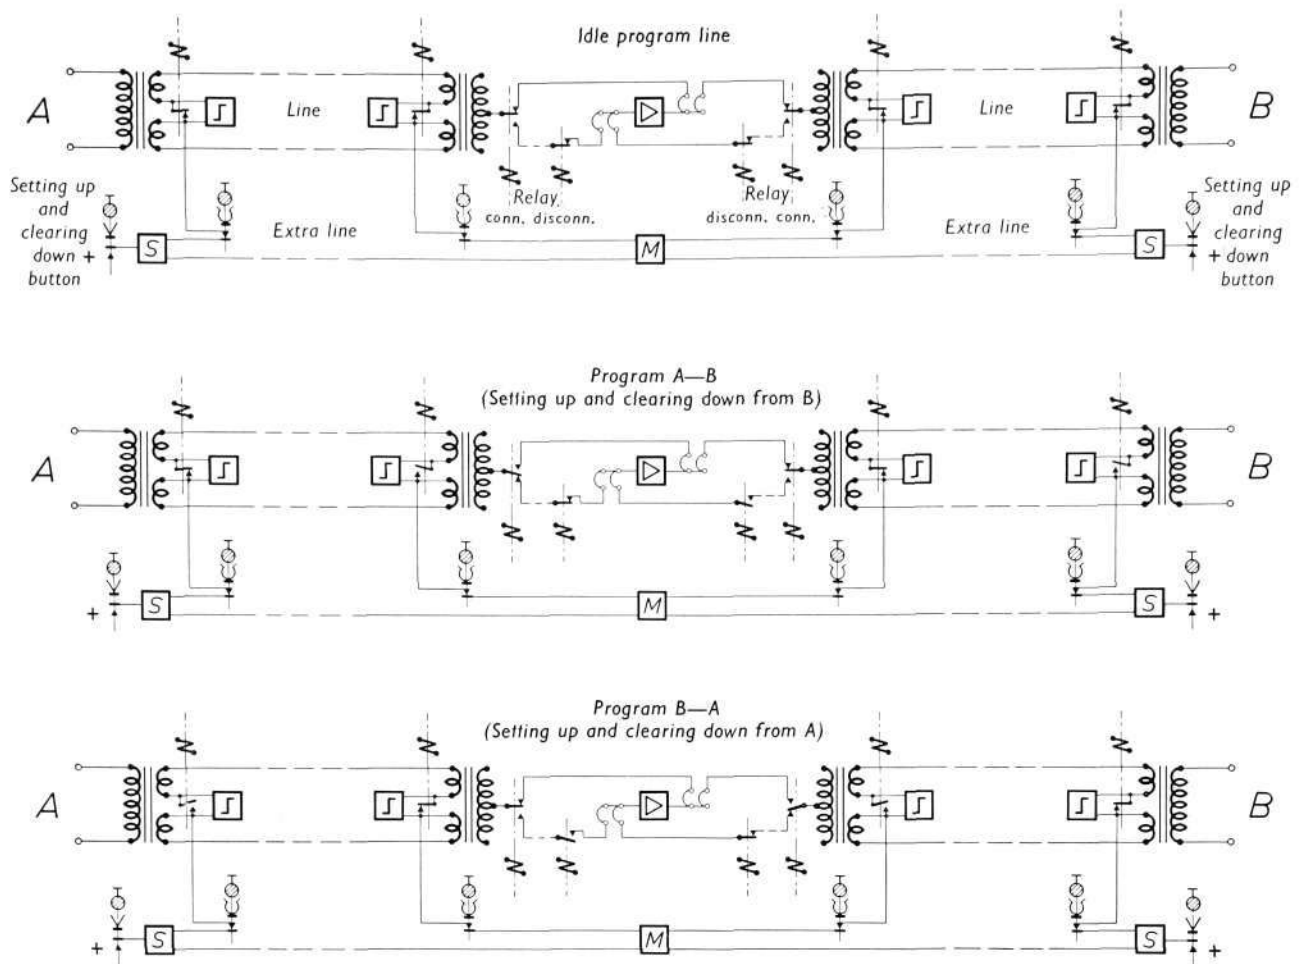 Idle program line
A
Line
Line
B
Setting up
and
clearing
down +
button
S
Extra line
Relay
conn. disconn.
Relay
disconn. conn.
M
Extra line
S
Setting up
and
clearing
+ down
button
Program A—B
(Setting up and clearing down from B)
A
B
+
S
M
S
+
Program B—A
(Setting up and clearing down from A)
A
B
+
S
M
S
+